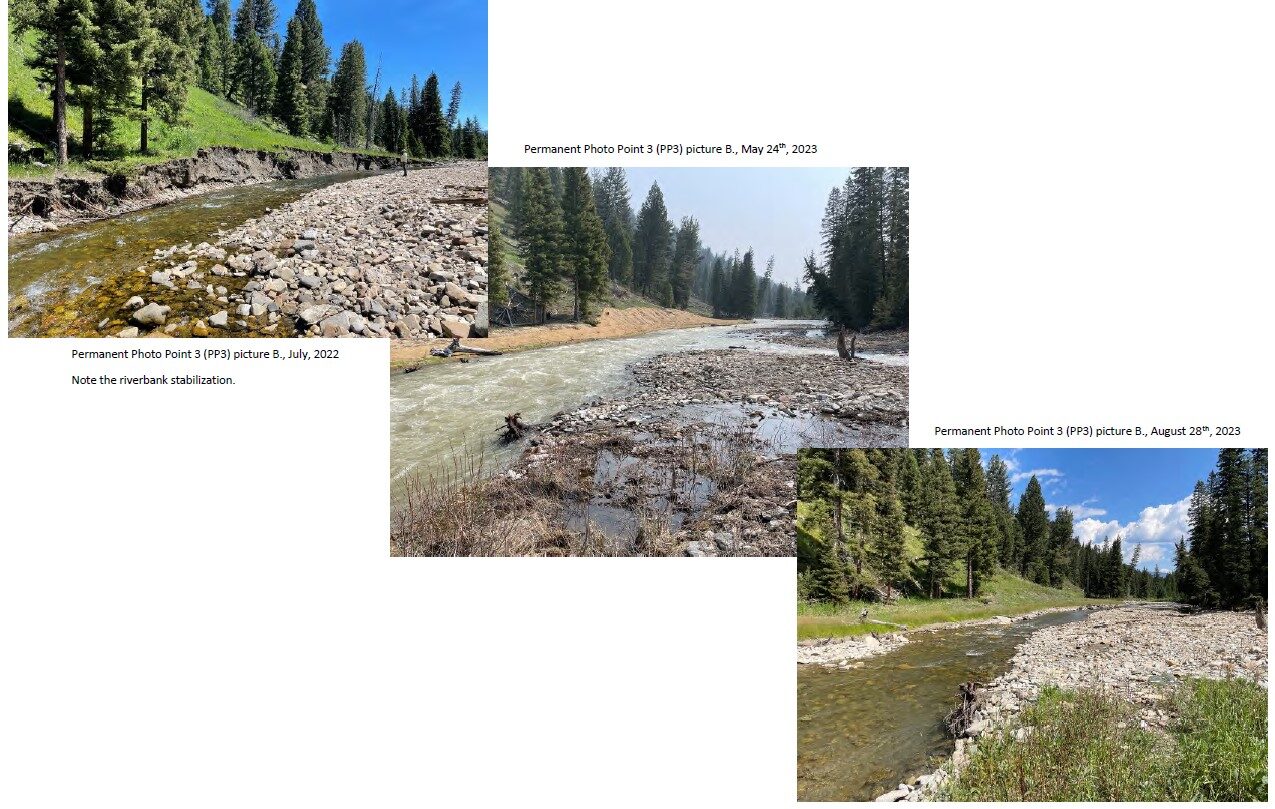 Permanent Photo Point 3 (PP3) picture B., May 24th, 2023
Permanent Photo Point 3 (PP3) picture B., July, 2022
Note the riverbank stabilization.
Permanent Photo Point 3 (PP3) picture B., August 28th, 2023